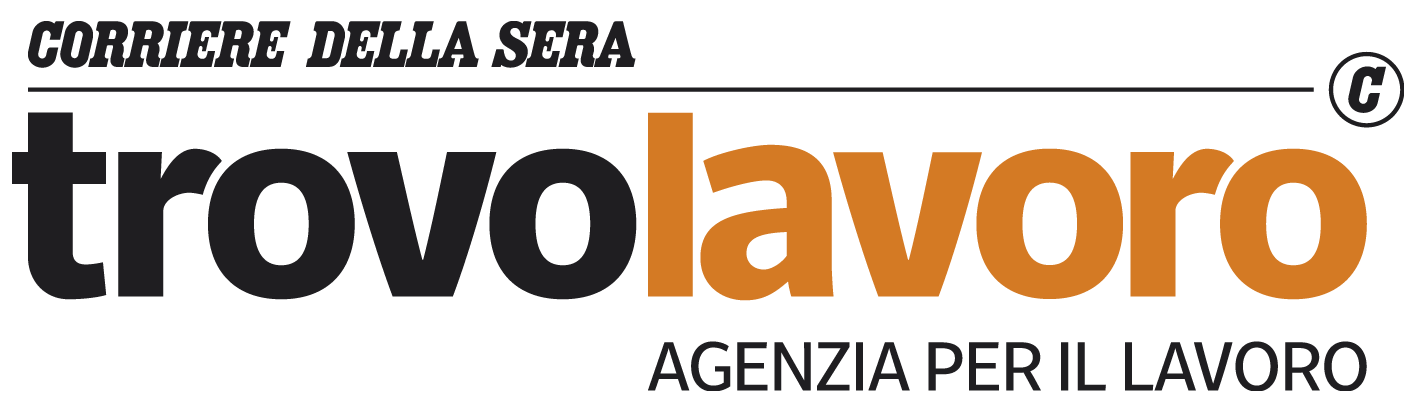 CORRIERE DELLA SERA
C
trovolavoro
AGENZIA PER IL LAVORO